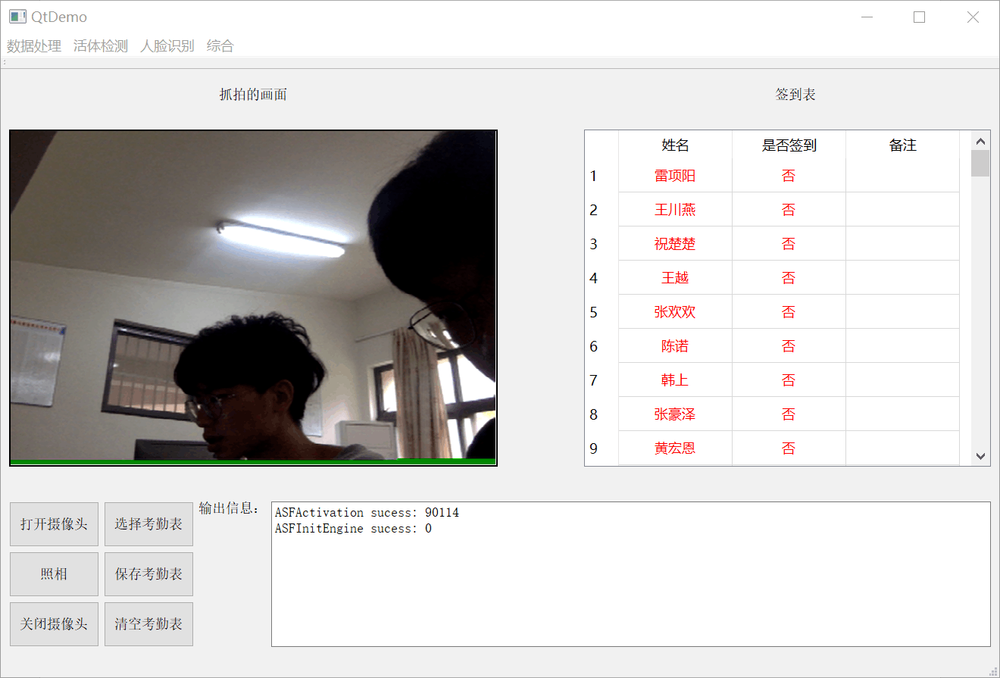 QtDemo
数据处理 活体检测 人脸识别 综合
抓拍的画面
签到表
姓名 是否签到 备注
1 雷项阳 否
2 王川燕 否
3 祝楚楚 否
4 王越 否
5 张欢欢 否
6 陈诺 否
7 韩上 否
8 张豪泽 否
9 黄宏恩 否
打开摄像头 选择考勤表
照相 保存考勤表
关闭摄像头 清空考勤表
输出信息：
ASFActivation sucess: 90114
ASFInitEngine sucess: 0